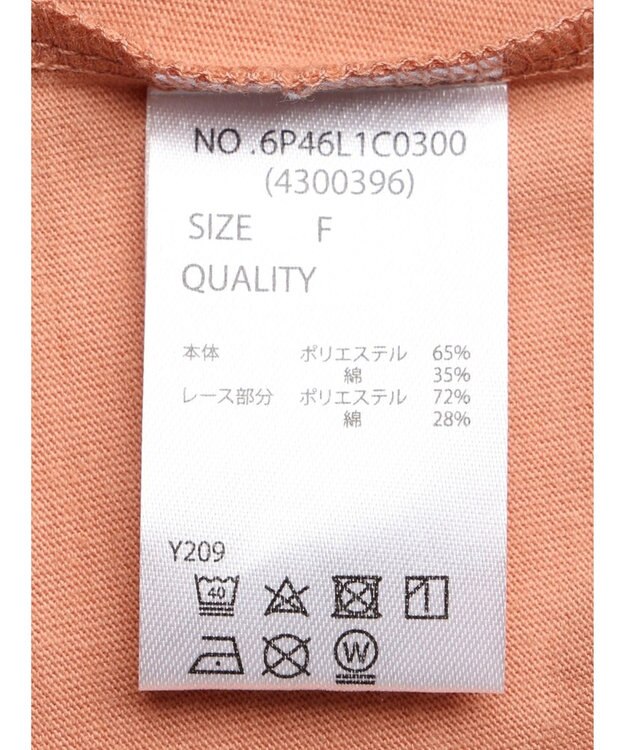 NO.6P46L1C0300
(4300396)
SIZE F
QUALITY
本体 ポリエステル 65%
綿 35%
レース部分 ポリエステル 72%
綿 28%
Y209
40
W